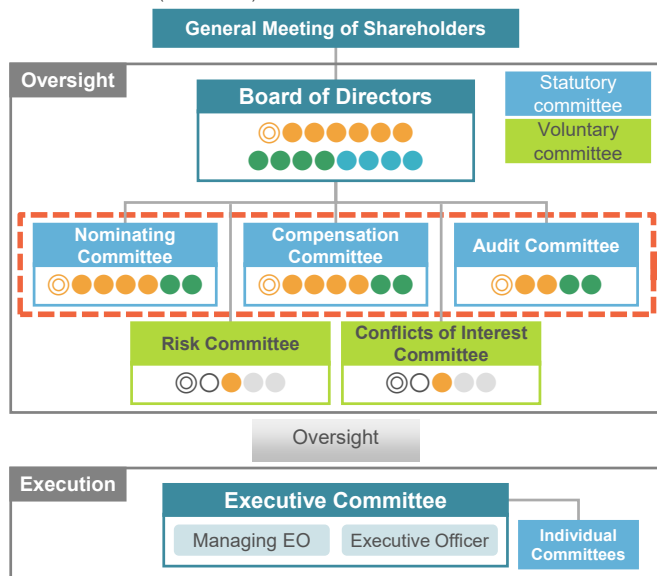 General Meeting of Shareholders
Oversight
Board of Directors
Statutory
committee
Voluntary
committee
Nominating
Committee
Compensation
Committee
Audit Committee
Risk Committee
Conflicts of Interest
Committee
Oversight
Execution
Executive Committee
Managing EO
Executive Officer
Individual
Committees